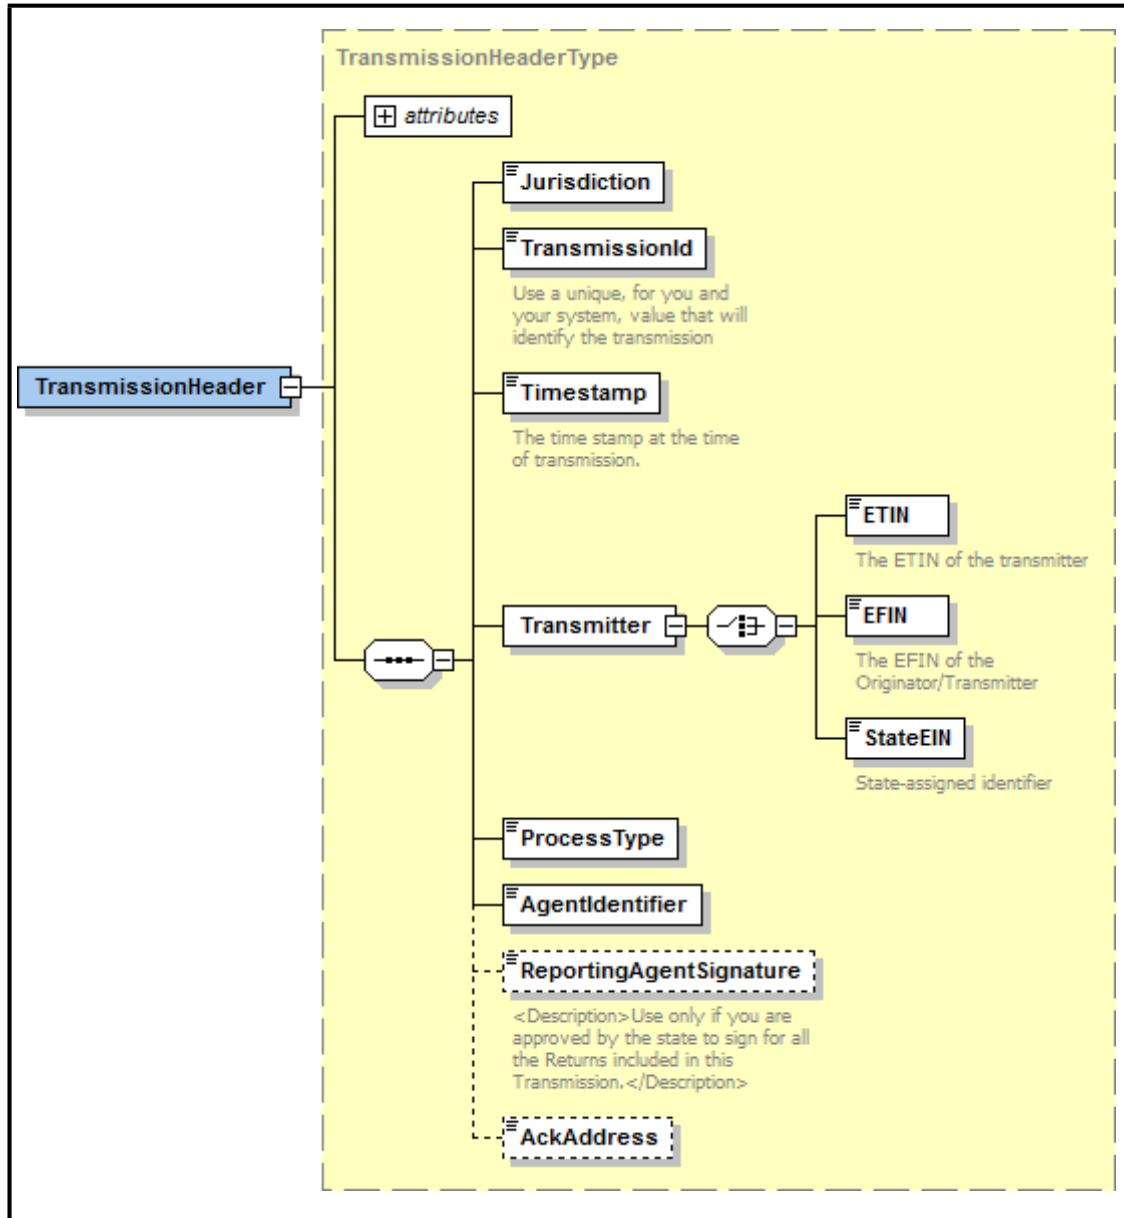 TransmissionHeaderType
attributes
Jurisdiction
TransmissionId
Use a unique, for you and
your system, value that will
identify the transmission
TransmissionHeader
Timestamp
The time stamp at the time
of transmission.
ETIN
The ETIN of the transmitter
Transmitter
EFIN
The EFIN of the
Originator/Transmitter
StateEIN
State-assigned identifier
ProcessType
AgentIdentifier
ReportingAgentSignature
<Description>Use only if you are
approved by the state to sign for all
the Returns included in this
Transmission.</Description>
AckAddress